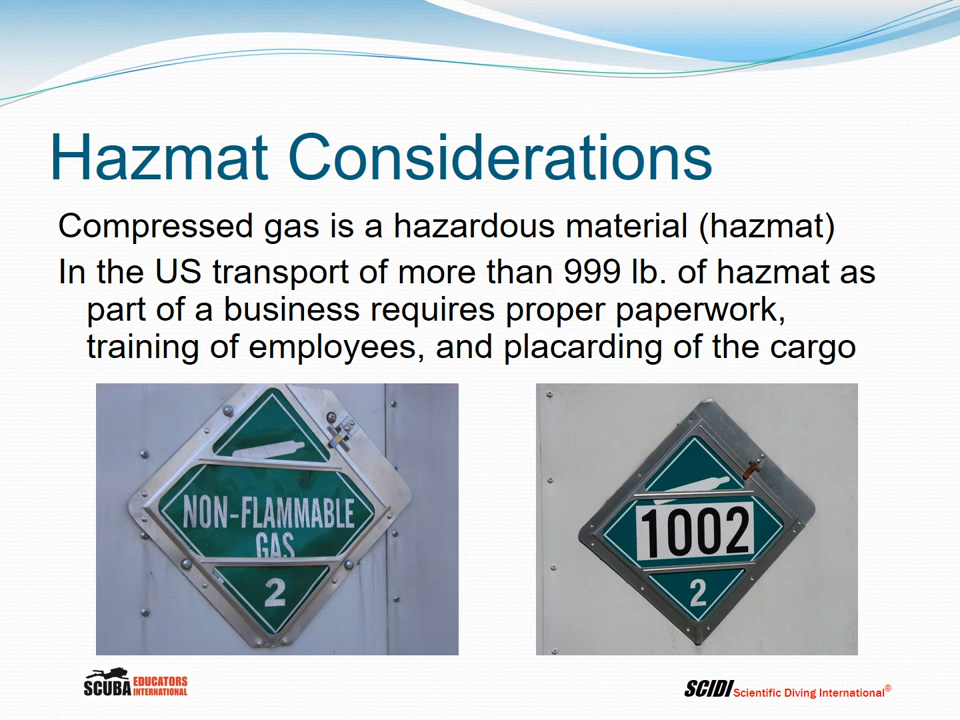 Hazmat Considerations
Compressed gas is a hazardous material (hazmat)
In the US transport of more than 999 lb. of hazmat as
part of a business requires proper paperwork,
training of employees, and placarding of the cargo
NON-FLAMMABLE
GAS
2
1002
2
SCUBA EDUCATORS
INTERNATIONAL
SCIDI Scientific Diving International®